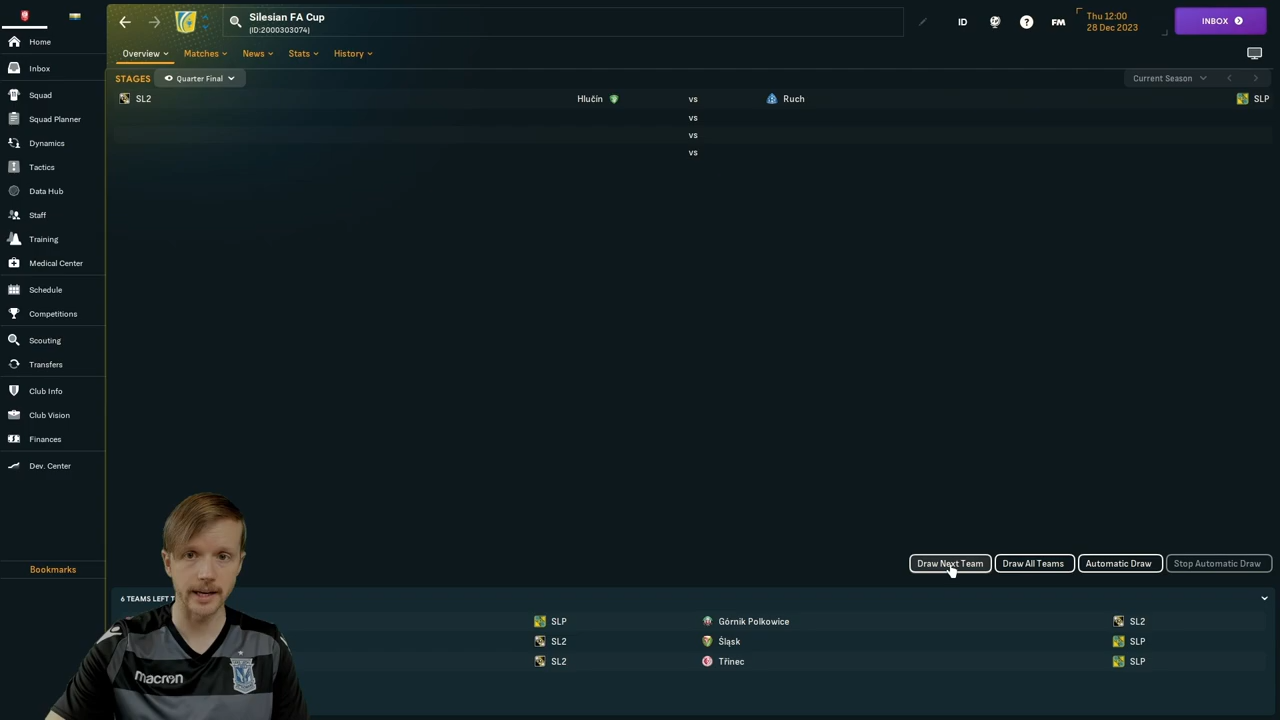 Silesian FA Cup
(ID:2000303074)
ID
FM
Thu 12:00
28 Dec 2023
INBOX
Home
Inbox
Squad
Squad Planner
Dynamics
Tactics
Data Hub
Staff
Training
Medical Center
Schedule
Competitions
Scouting
Transfers
Club Info
Club Vision
Finances
Dev. Center
Bookmarks
Overview
Matches
News
Stats
History
STAGES
Quarter Final
Current Season
SL2 Hlučín vs Ruch SLP
vs
vs
vs
Draw Next Team
Draw All Teams
Automatic Draw
Stop Automatic Draw
6 TEAMS LEFT
SLP Górnik Polkowice SL2
SL2 Śląsk SLP
SL2 Třinec SLP
macron